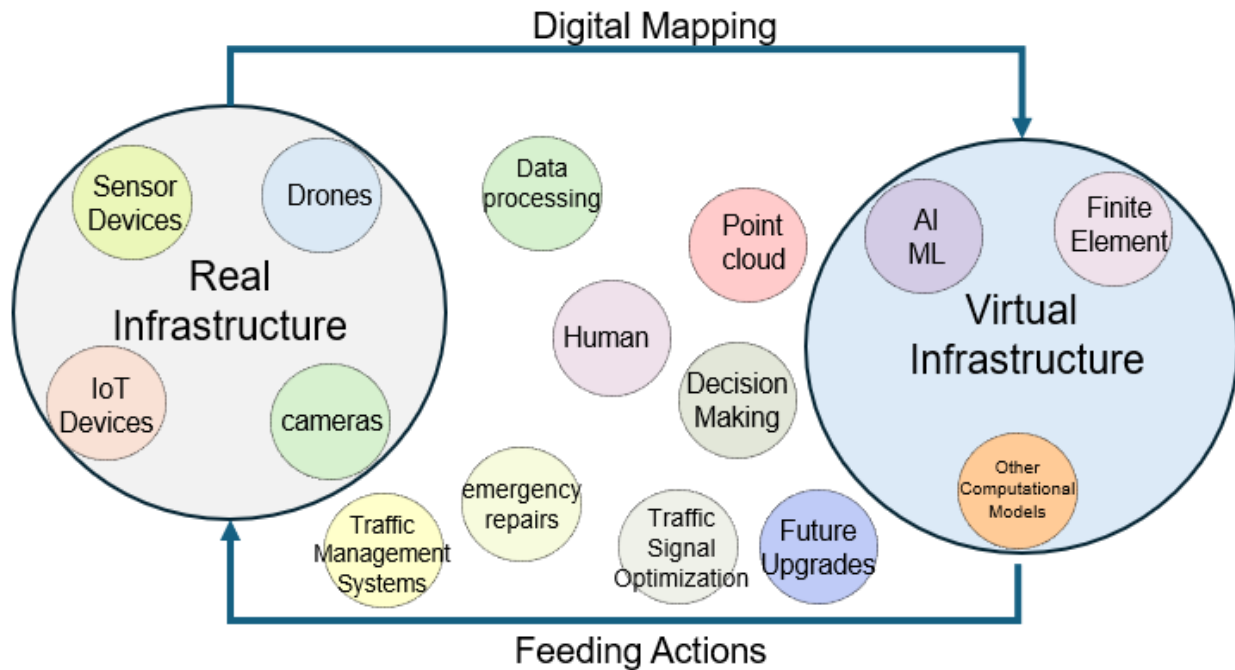 Digital Mapping
Sensor
Devices
Drones
Real
Infrastructure
IoT
Devices
cameras
Data
processing
Point
cloud
Human
Decision
Making
AI
ML
Finite
Element
Virtual
Infrastructure
Other
Computational
Models
Traffic
Management
Systems
emergency
repairs
Traffic
Signal
Optimization
Future
Upgrades
Feeding Actions